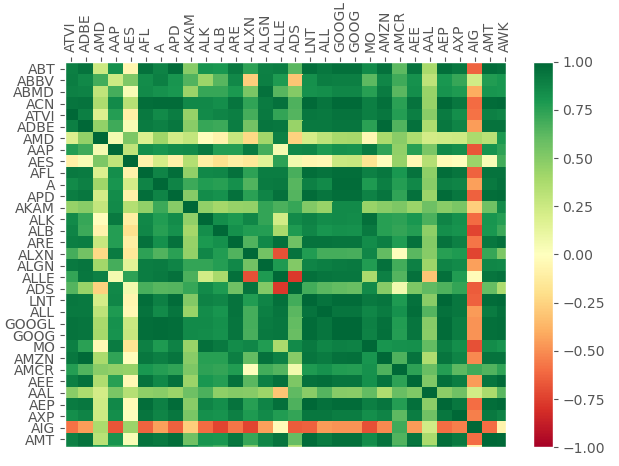 ATVI ADBE AMD AAP AES AFL A APD AKAM ALK ALB ARE ALXN ALGN ALLE ADS LNT ALL GOOGL GOOG MO AMZN AMCR AEE AAL AEP AXP AIG AMT AWK
ABT
ABBV
ABMD
ACN
ATVI
ADBE
AMD
AAP
AES
AFL
A
APD
AKAM
ALK
ALB
ARE
ALXN
ALGN
ALLE
ADS
LNT
ALL
GOOGL
GOOG
MO
AMZN
AMCR
AEE
AAL
AEP
AXP
AIG
AMT
1.00
0.75
0.50
0.25
0.00
−0.25
−0.50
−0.75
−1.00